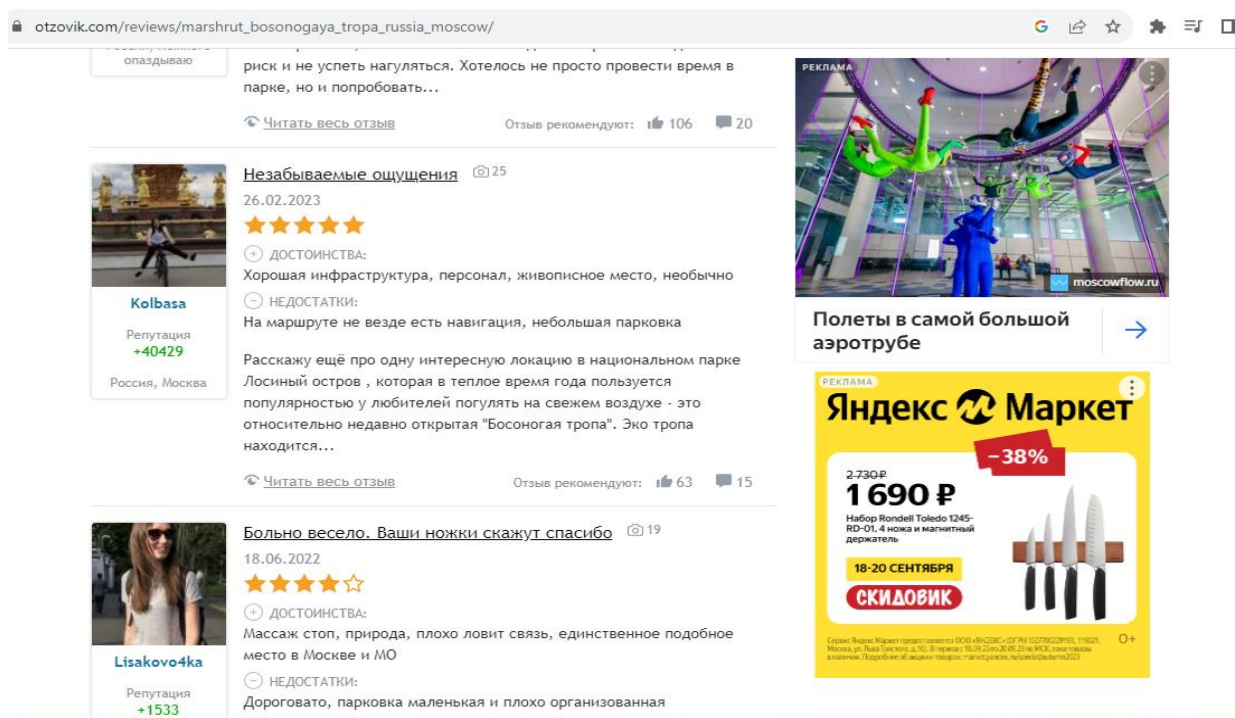 otzovik.com/reviews/marshrut_bosonogaya_tropa_russia_moscow/
опаздываю
риск и не успеть нагуляться. Хотелось не просто провести время в
парке, но и попробовать...
Читать весь отзыв
Отзыв рекомендуют: 106 20
Незабываемые ощущения 25
26.02.2023
ДОСТОИНСТВА:
Хорошая инфраструктура, персонал, живописное место, необычно
НЕДОСТАТКИ:
На маршруте не везде есть навигация, небольшая парковка
Kolbasa
Репутация
+40429
Россия, Москва
Расскажу ещё про одну интересную локацию в национальном парке
Лосиный остров , которая в теплое время года пользуется
популярностью у любителей погулять на свежем воздухе - это
относительно недавно открытая "Босоногая тропа". Эко тропа
находится...
Читать весь отзыв
Отзыв рекомендуют: 63 15
Больно весело. Ваши ножки скажут спасибо 19
18.06.2022
ДОСТОИНСТВА:
Массаж стоп, природа, плохо ловит связь, единственное подобное
место в Москве и МО
НЕДОСТАТКИ:
Дороговато, парковка маленькая и плохо организованная
Lisakovo4ka
Репутация
+1533
РЕКЛАМА
moscowflow.ru
Полеты в самой большой
аэротрубе
РЕКЛАМА
Яндекс Маркет
-38%
2 730 ₽
1 690 ₽
Набор Rondell Toledo 1245-
RD-01, 4 ножа и магнитный
держатель
18-20 СЕНТЯБРЯ
СКИДОВИК
0+